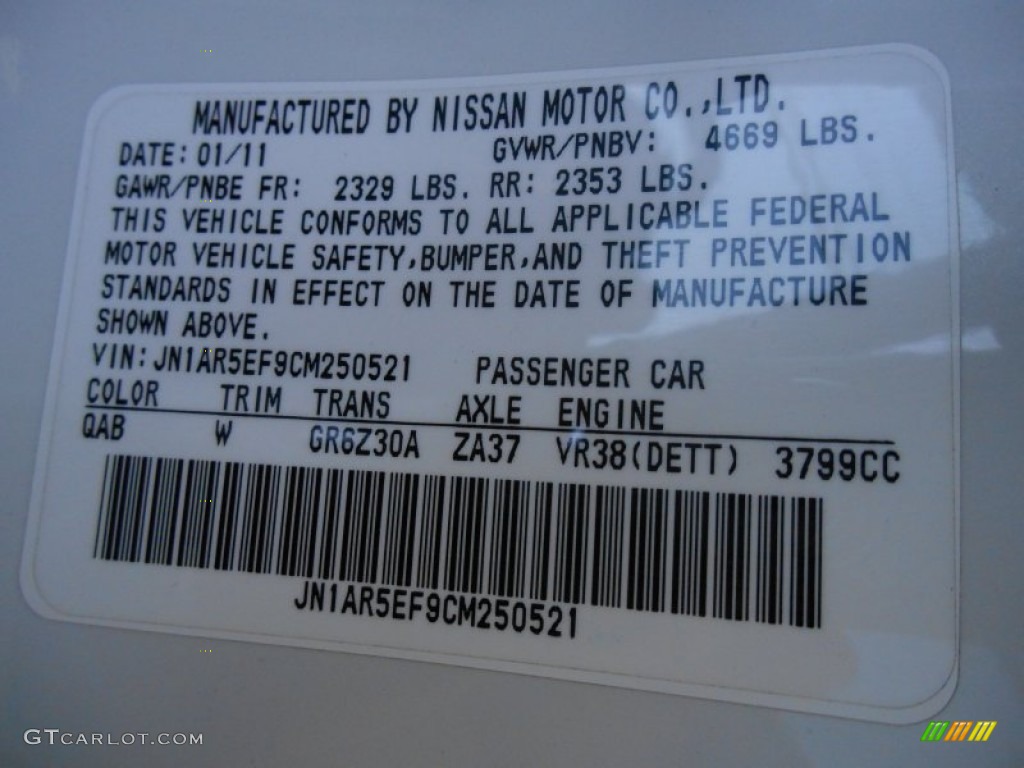 MANUFACTURED BY NISSAN MOTOR CO.,LTD.
DATE: 01/11 GVWR/PNBV: 4669 LBS.
GAWR/PNBE FR: 2329 LBS. RR: 2353 LBS.
THIS VEHICLE CONFORMS TO ALL APPLICABLE FEDERAL
MOTOR VEHICLE SAFETY,BUMPER,AND THEFT PREVENTION
STANDARDS IN EFFECT ON THE DATE OF MANUFACTURE
SHOWN ABOVE.
VIN: JN1AR5EF9CM250521 PASSENGER CAR
COLOR TRIM TRANS AXLE ENGINE
QAB W GR6Z30A ZA37 VR38(DETT) 3799CC
JN1AR5EF9CM250521
GTCARLOT.COM